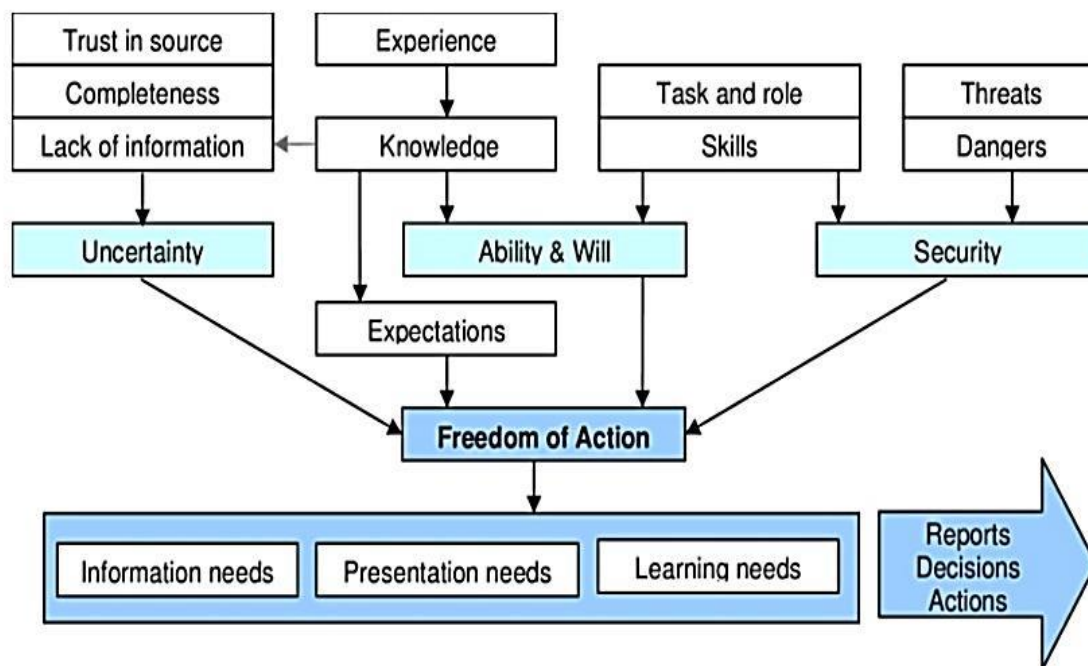 Trust in source
Experience
Completeness
Task and role
Threats
Lack of information
Knowledge
Skills
Dangers
Uncertainty
Ability & Will
Security
Expectations
Freedom of Action
Information needs
Presentation needs
Learning needs
Reports
Decisions
Actions